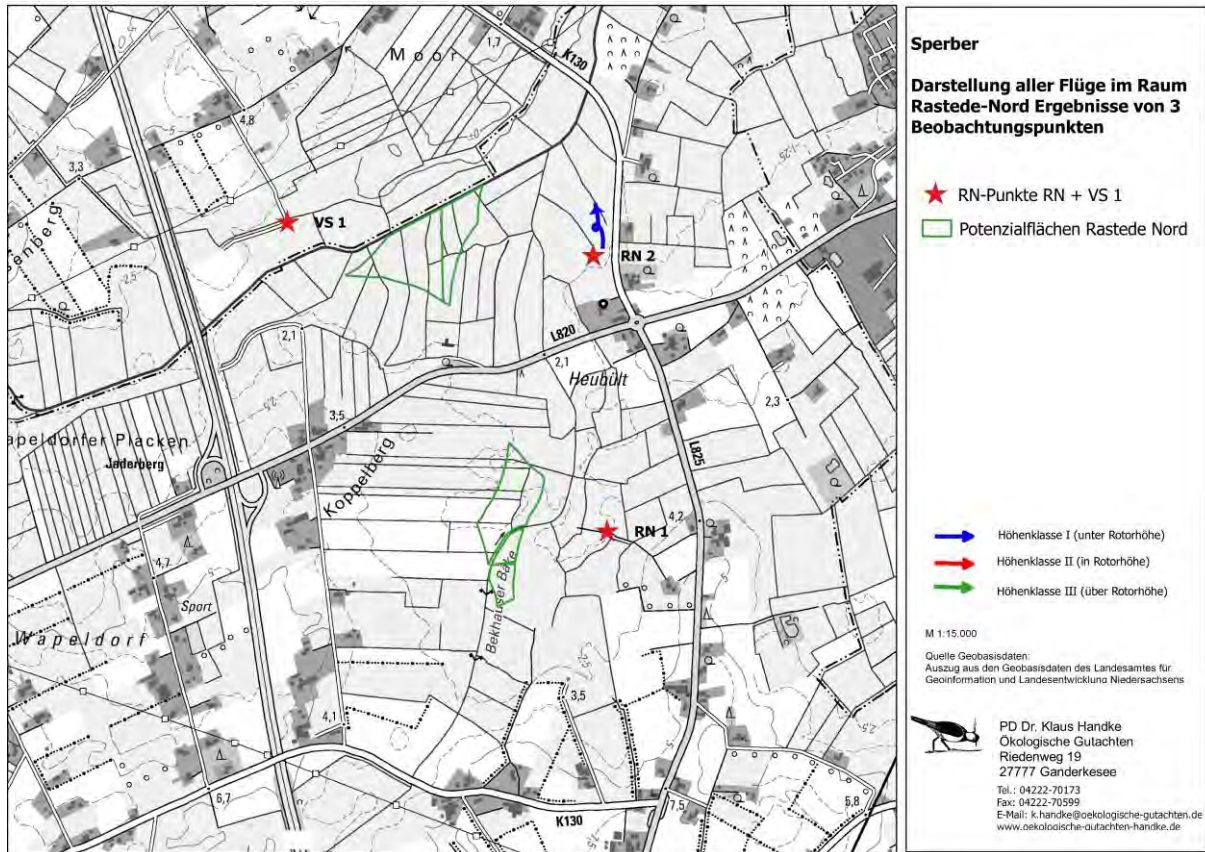 Moor
1,7
K130
4,8
3,3
VS 1
RN 2
L820
2,1
2,1
Heubült
2,3
3,5
Jaderberg
Koppelberg
L825
4,2
RN 1
Bekhauser Bäke
4,7
Sport
Wapeldorf
3,5
4,1
6,7
K130
7,5
5,8
Sperber
Darstellung aller Flüge im Raum
Rastede-Nord Ergebnisse von 3
Beobachtungspunkten
RN-Punkte RN + VS 1
Potenzialflächen Rastede Nord
Höhenklasse I (unter Rotorhöhe)
Höhenklasse II (in Rotorhöhe)
Höhenklasse III (über Rotorhöhe)
M 1:15.000
Quelle Geobasisdaten:
Auszug aus den Geobasisdaten des Landesamtes für
Geoinformation und Landesentwicklung Niedersachsens
PD Dr. Klaus Handke
Ökologische Gutachten
Riedenweg 19
27777 Ganderkesee
Tel.: 04222-70173
Fax: 04222-70599
E-Mail: k.handke@oekologische-gutachten.de
www.oekologische-gutachten-handke.de